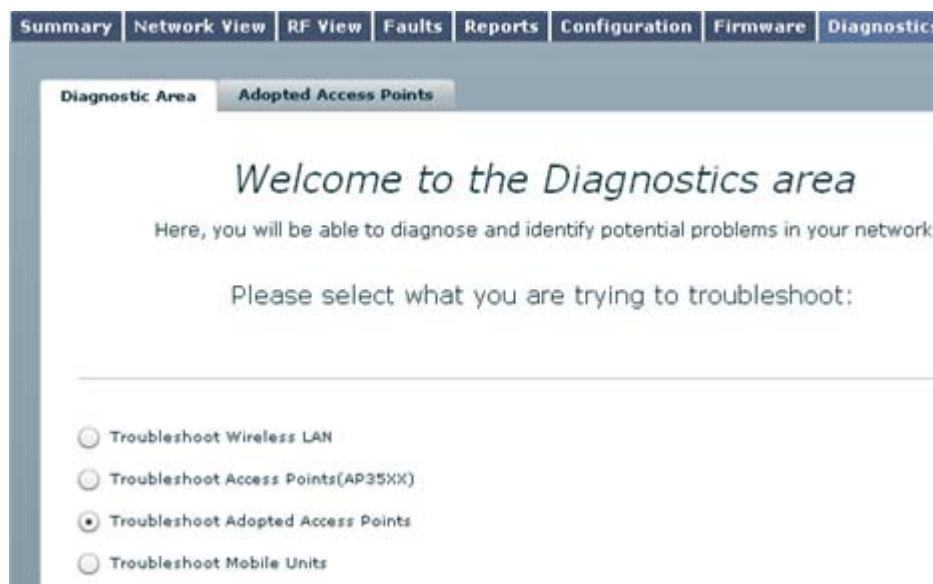 Summary Network View RF View Faults Reports Configuration Firmware Diagnostics
Diagnostic Area Adopted Access Points
Welcome to the Diagnostics area
Here, you will be able to diagnose and identify potential problems in your network
Please select what you are trying to troubleshoot:
Troubleshoot Wireless LAN
Troubleshoot Access Points(AP35XX)
Troubleshoot Adopted Access Points
Troubleshoot Mobile Units